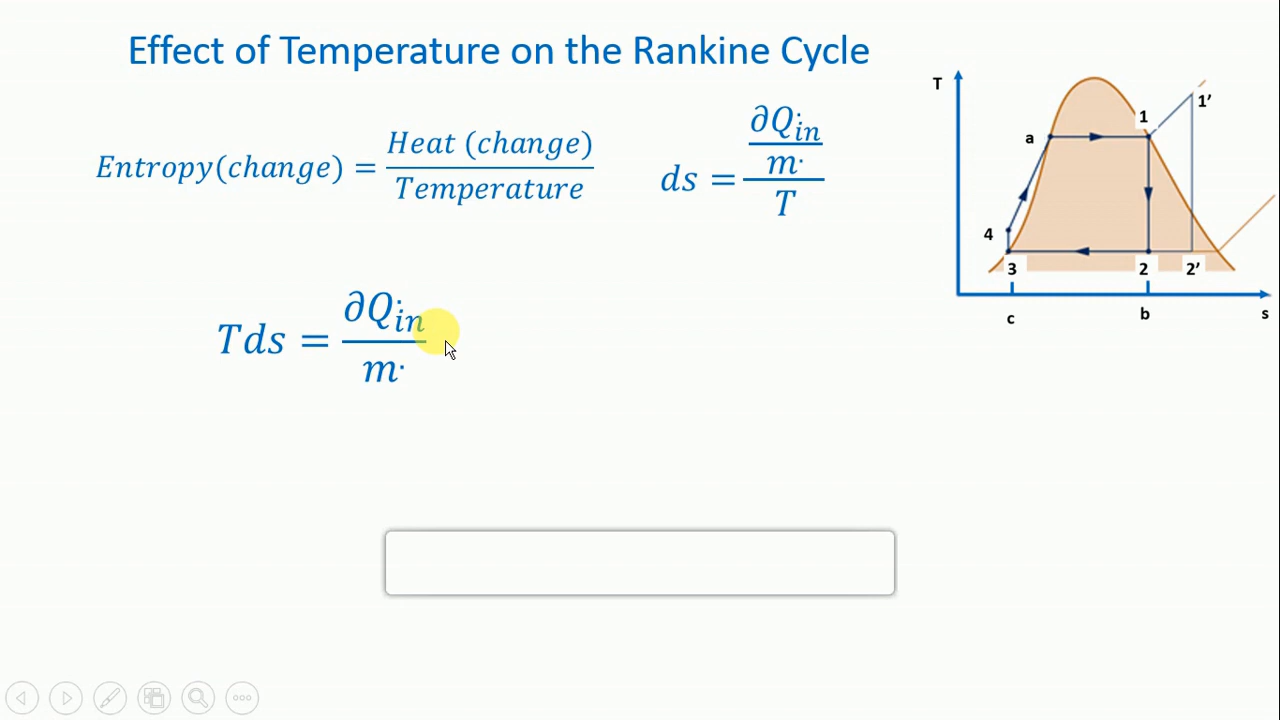 Effect of Temperature on the Rankine Cycle
Entropy(change) = Heat (change) / Temperature
ds = ∂Q̇in / ṁ / T
Tds = ∂Q̇in / ṁ
T
1'
1
a
4
3
2
2'
c
b
s